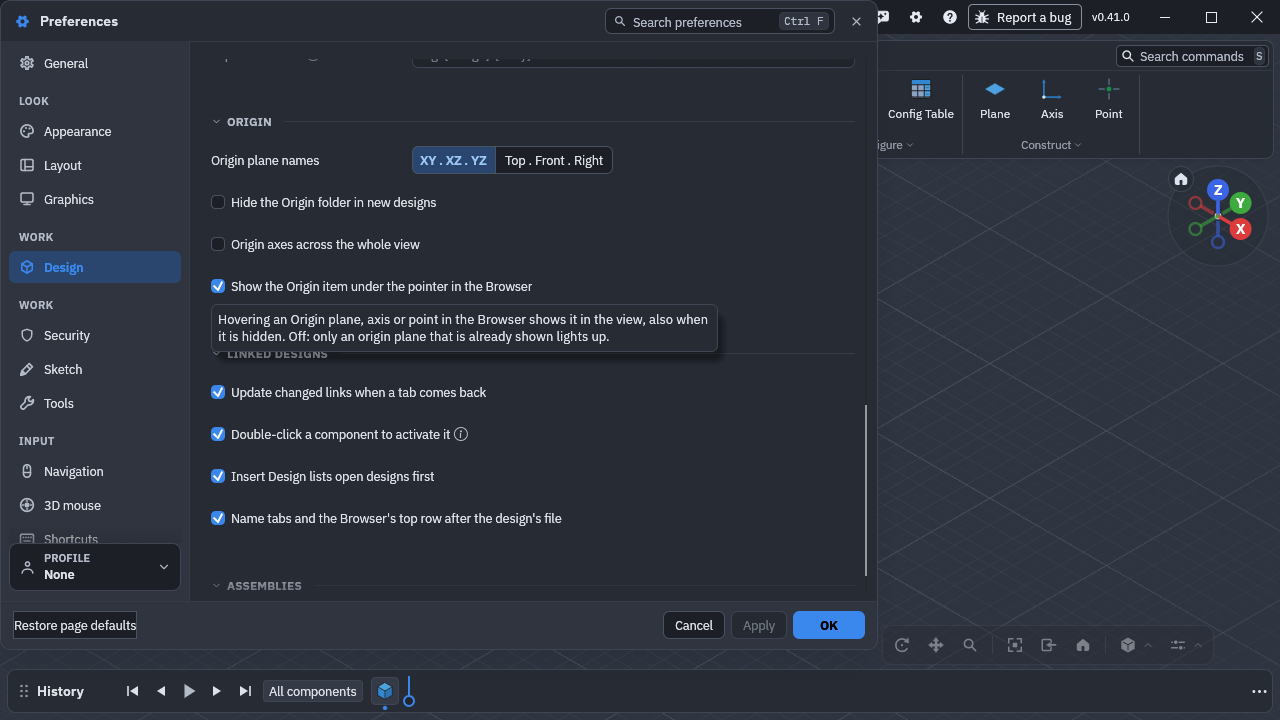 Preferences
Search preferences
Ctrl F
Report a bug
v0.41.0
General
Search commands
S
LOOK
Appearance
Layout
Graphics
WORK
Design
WORK
Security
Sketch
Tools
INPUT
Navigation
3D mouse
Shortcuts
PROFILE
None
ORIGIN
Origin plane names
XY . XZ . YZ
Top . Front . Right
Hide the Origin folder in new designs
Origin axes across the whole view
Show the Origin item under the pointer in the Browser
Hovering an Origin plane, axis or point in the Browser shows it in the view, also when
it is hidden. Off: only an origin plane that is already shown lights up.
LINKED DESIGNS
Update changed links when a tab comes back
Double-click a component to activate it
Insert Design lists open designs first
Name tabs and the Browser's top row after the design's file
ASSEMBLIES
Restore page defaults
Cancel
Apply
OK
Config Table
Plane
Axis
Point
igure
Construct
Z
Y
X
History
All components